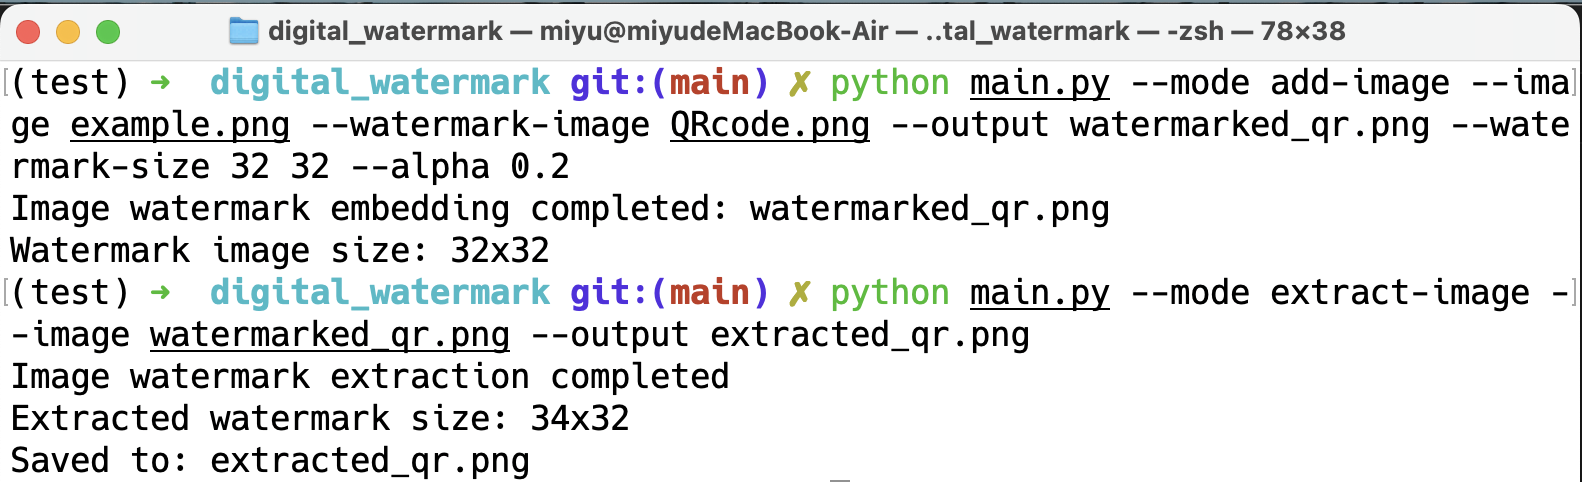 digital_watermark — miyu@miyudeMacBook-Air — ..tal_watermark — -zsh — 78×38
(test) ➜  digital_watermark git:(main) ✗ python main.py --mode add-image --ima
ge example.png --watermark-image QRcode.png --output watermarked_qr.png --wate
rmark-size 32 32 --alpha 0.2
Image watermark embedding completed: watermarked_qr.png
Watermark image size: 32x32
(test) ➜  digital_watermark git:(main) ✗ python main.py --mode extract-image -
-image watermarked_qr.png --output extracted_qr.png
Image watermark extraction completed
Extracted watermark size: 34x32
Saved to: extracted_qr.png